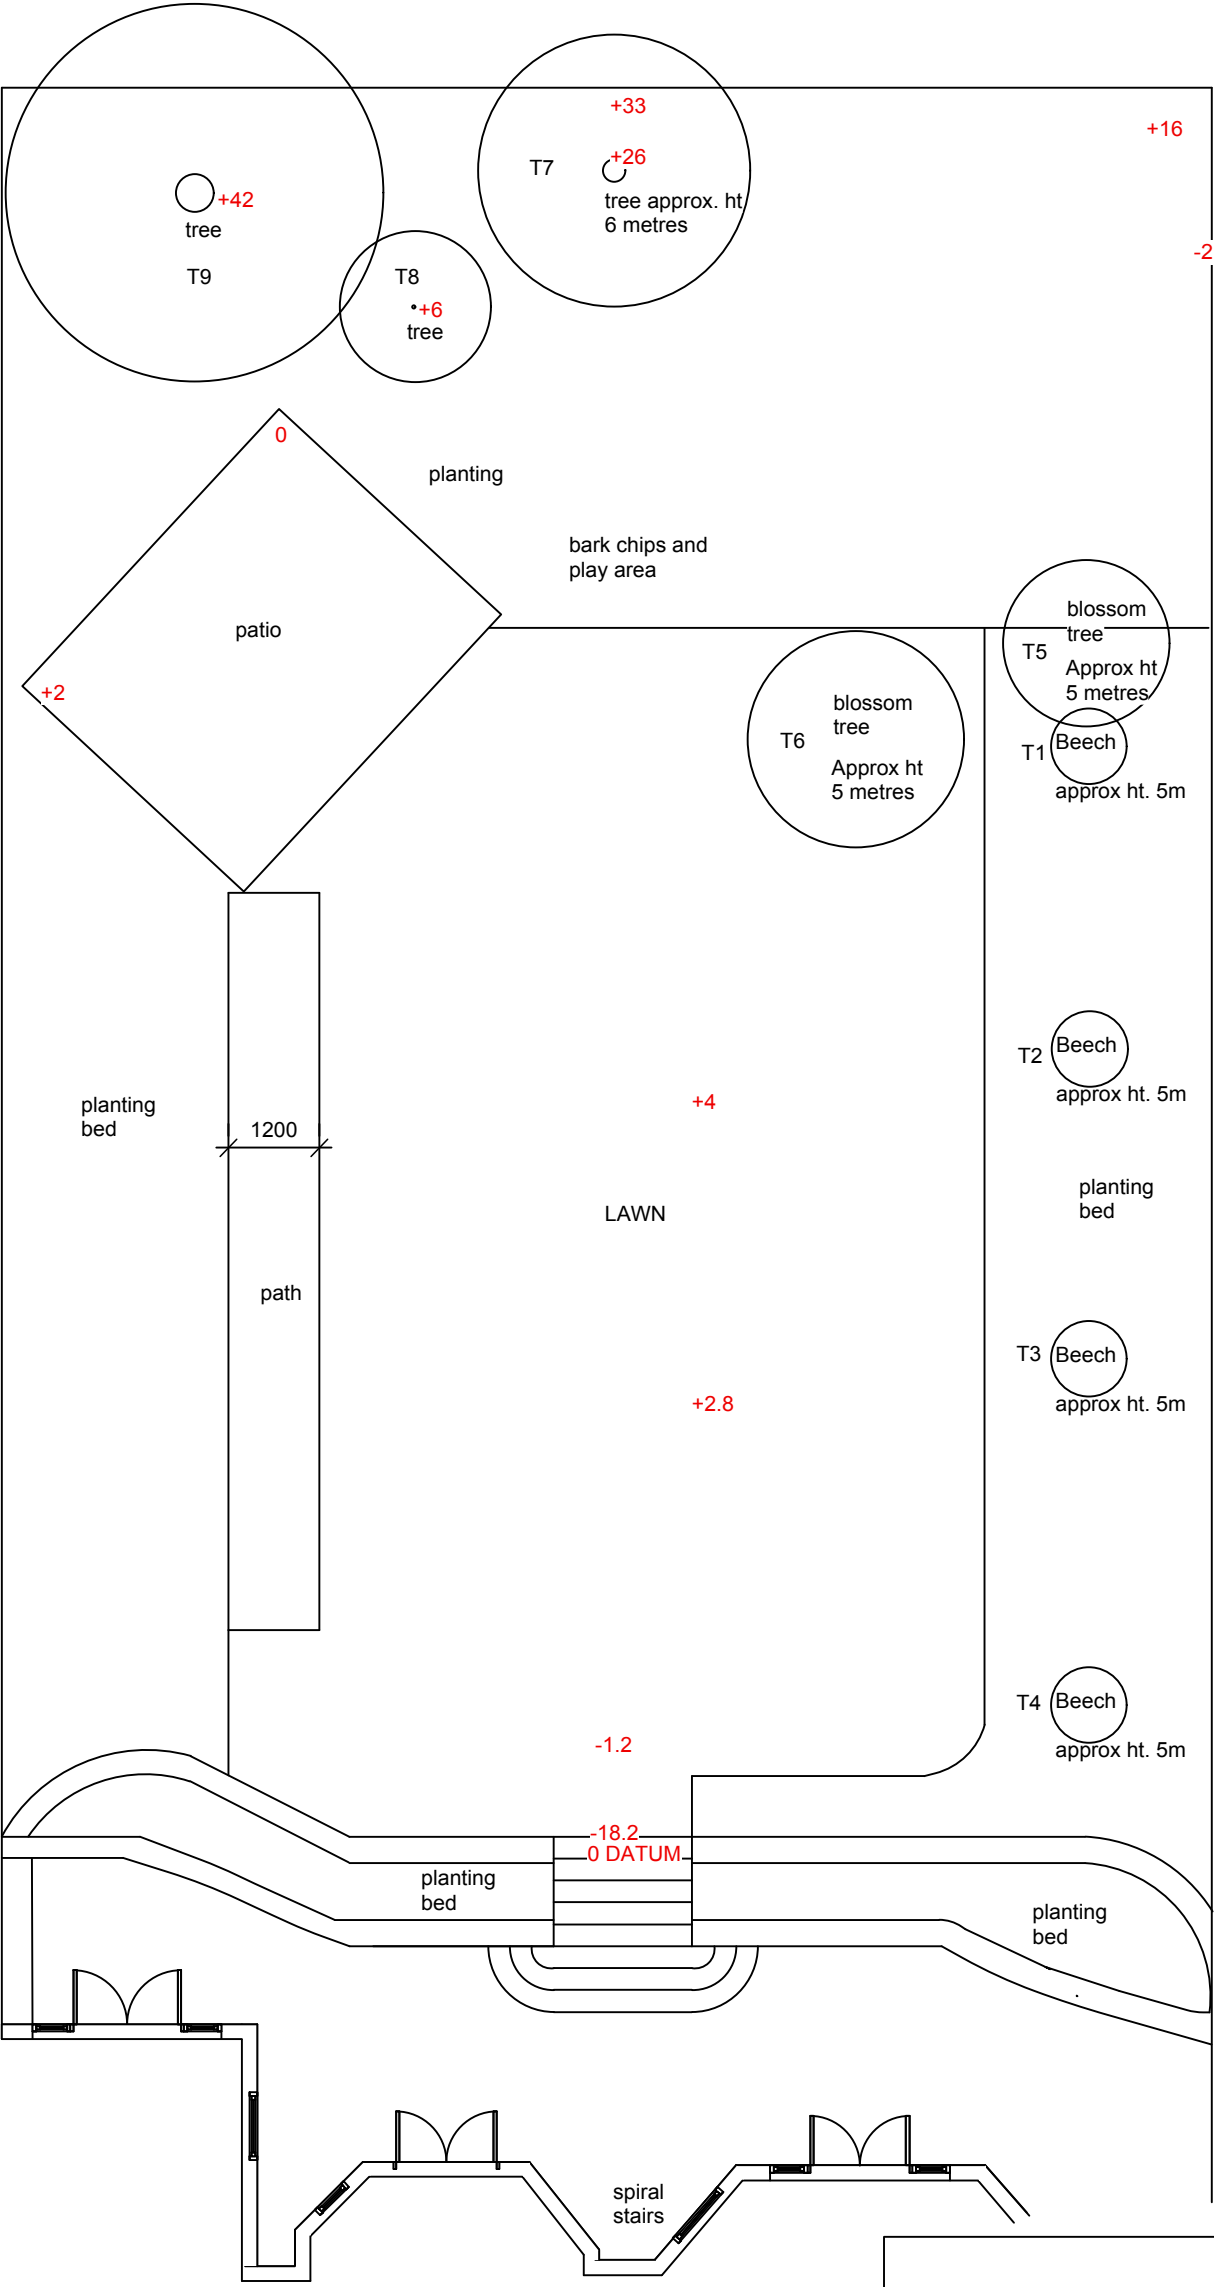 +33
+16
+26
T7
+42
tree approx. ht
6 metres
tree
-2
T9
T8
+6
tree
0
planting
bark chips and
play area
blossom
tree
T5
Approx ht
5 metres
patio
+2
blossom
tree
T6
Approx ht
5 metres
T1
Beech
approx ht. 5m
T2
Beech
approx ht. 5m
+4
planting
bed
1200
planting
bed
LAWN
path
T3
Beech
approx ht. 5m
+2.8
T4
Beech
approx ht. 5m
-1.2
-18.2
0 DATUM
planting
bed
planting
bed
spiral
stairs